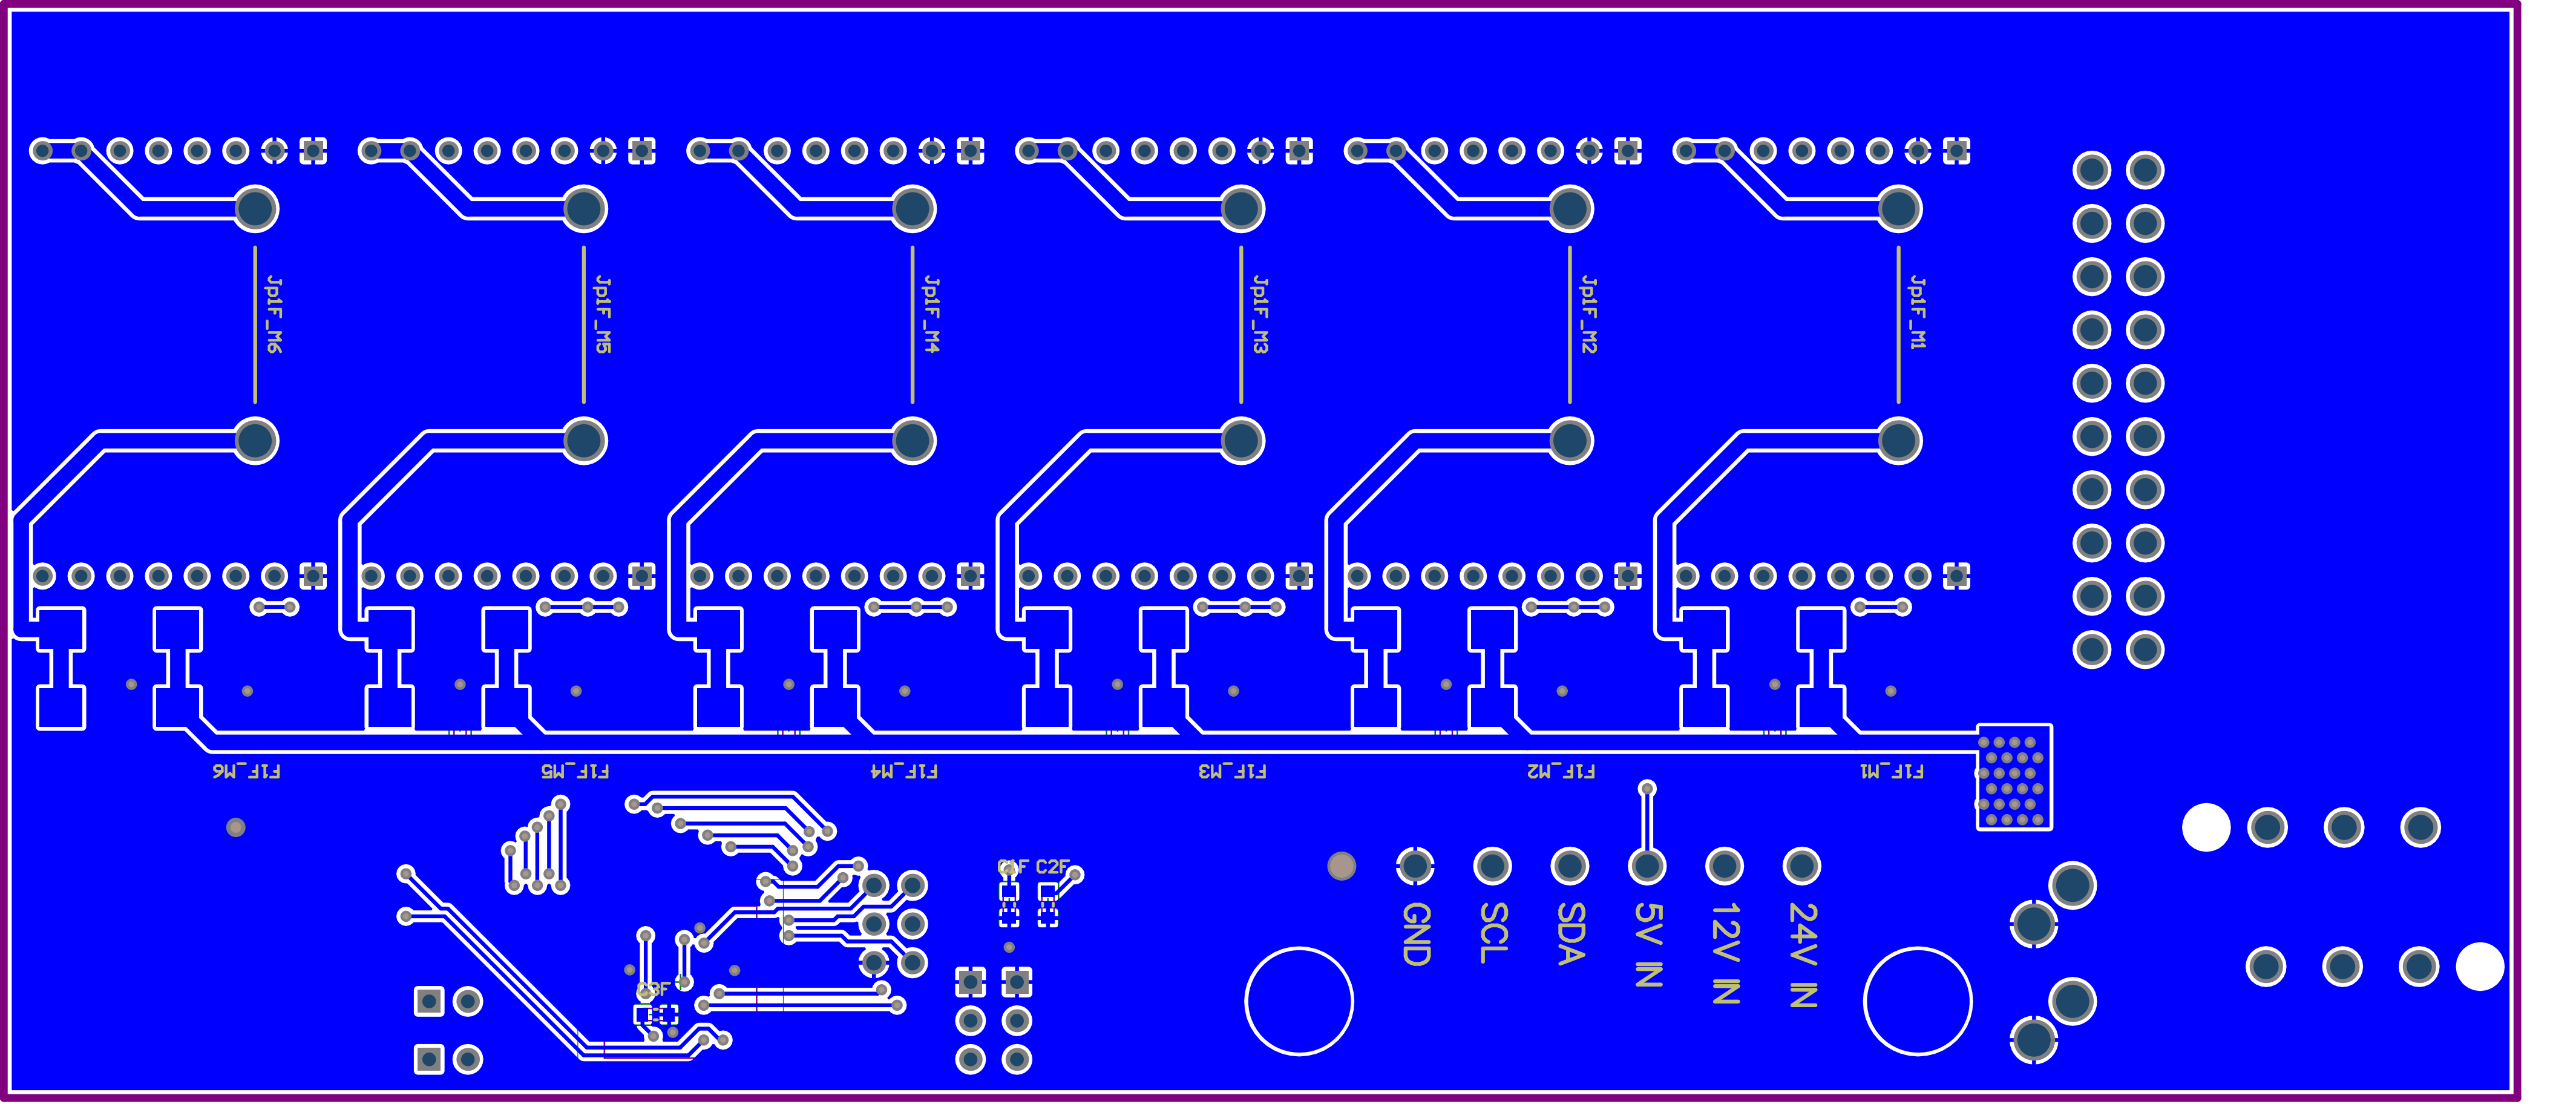 Jp1F_M6
Jp1F_M5
Jp1F_M4
Jp1F_M3
Jp1F_M2
Jp1F_M1
F1F_M6
F1F_M5
F1F_M4
F1F_M3
F1F_M2
F1F_M1
C1F
C2F
GND
SCL
SDA
5V IN
12V IN
24V IN
C3F